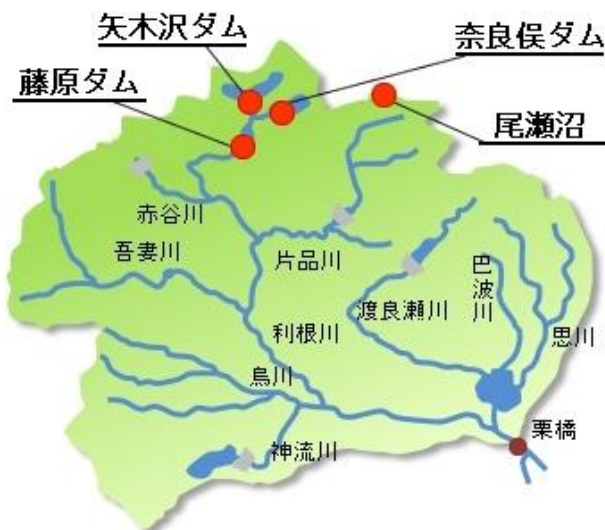 矢木沢ダム
奈良俣ダム
藤原ダム
尾瀬沼
赤谷川
吾妻川
片品川
渡良瀬川
巴波川
思川
利根川
烏川
神流川
栗橋